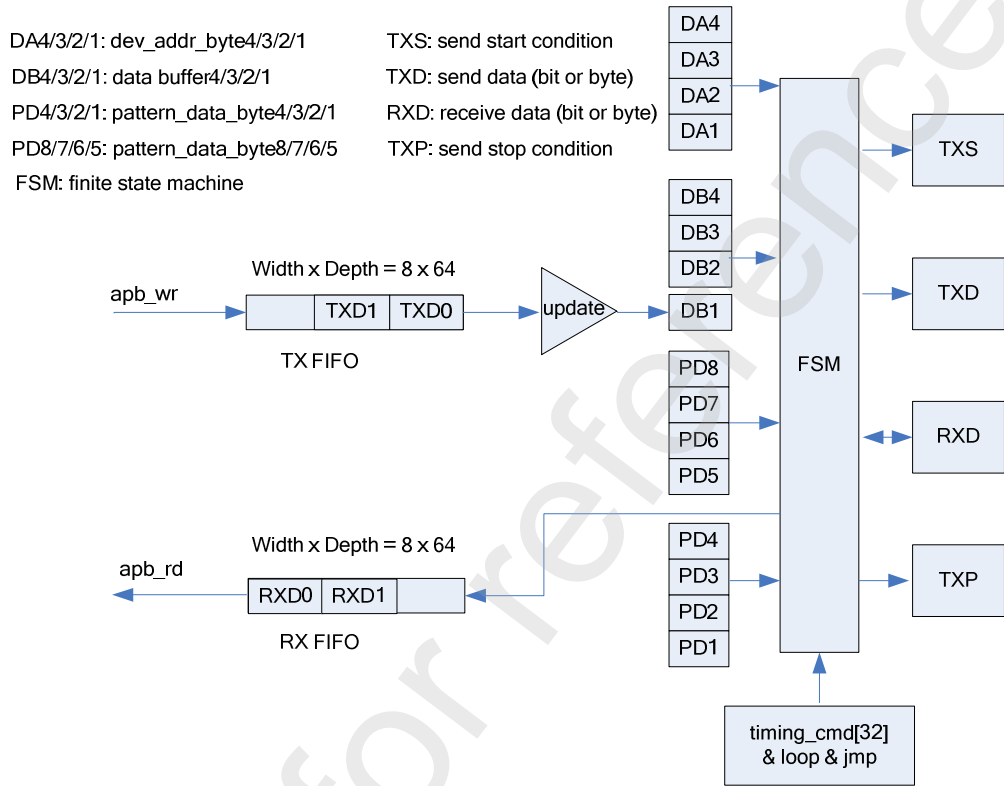 DA4/3/2/1: dev_addr_byte4/3/2/1
DB4/3/2/1: data buffer4/3/2/1
PD4/3/2/1: pattern_data_byte4/3/2/1
PD8/7/6/5: pattern_data_byte8/7/6/5
FSM: finite state machine
TXS: send start condition
TXD: send data (bit or byte)
RXD: receive data (bit or byte)
TXP: send stop condition
DA4
DA3
DA2
DA1
DB4
DB3
DB2
DB1
Width x Depth = 8 x 64
apb_wr
TXD1 TXD0
TX FIFO
update
PD8
PD7
PD6
PD5
PD4
PD3
PD2
PD1
Width x Depth = 8 x 64
apb_rd
RXD0 RXD1
RX FIFO
FSM
TXS
TXD
RXD
TXP
timing_cmd[32]
& loop & jmp
for reference